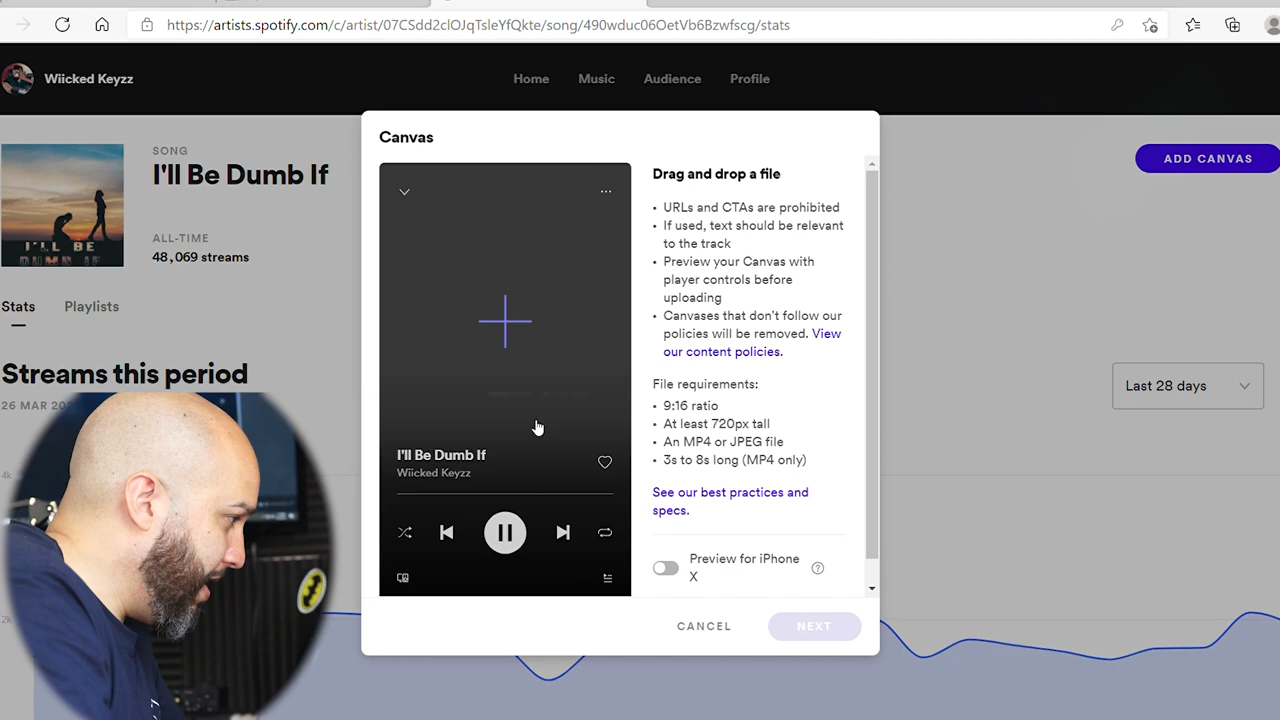 https://artists.spotify.com/c/artist/07CSdd2clOJqTsleYfQkte/song/490wduc06OetVb6Bzwfscg/stats
Wiicked Keyzz
Home
Music
Audience
Profile
SONG
I'll Be Dumb If
ADD CANVAS
I'LL BE
DUMB IF
ALL-TIME
48,069 streams
Stats
Playlists
Streams this period
26 MAR
Last 28 days
4k
2k
Canvas
I'll Be Dumb If
Wiicked Keyzz
Drag and drop a file
• URLs and CTAs are prohibited
• If used, text should be relevant
to the track
• Preview your Canvas with
player controls before
uploading
• Canvases that don't follow our
policies will be removed. View
our content policies.
File requirements:
• 9:16 ratio
• At least 720px tall
• An MP4 or JPEG file
• 3s to 8s long (MP4 only)
See our best practices and
specs.
Preview for iPhone
X
?
CANCEL
NEXT